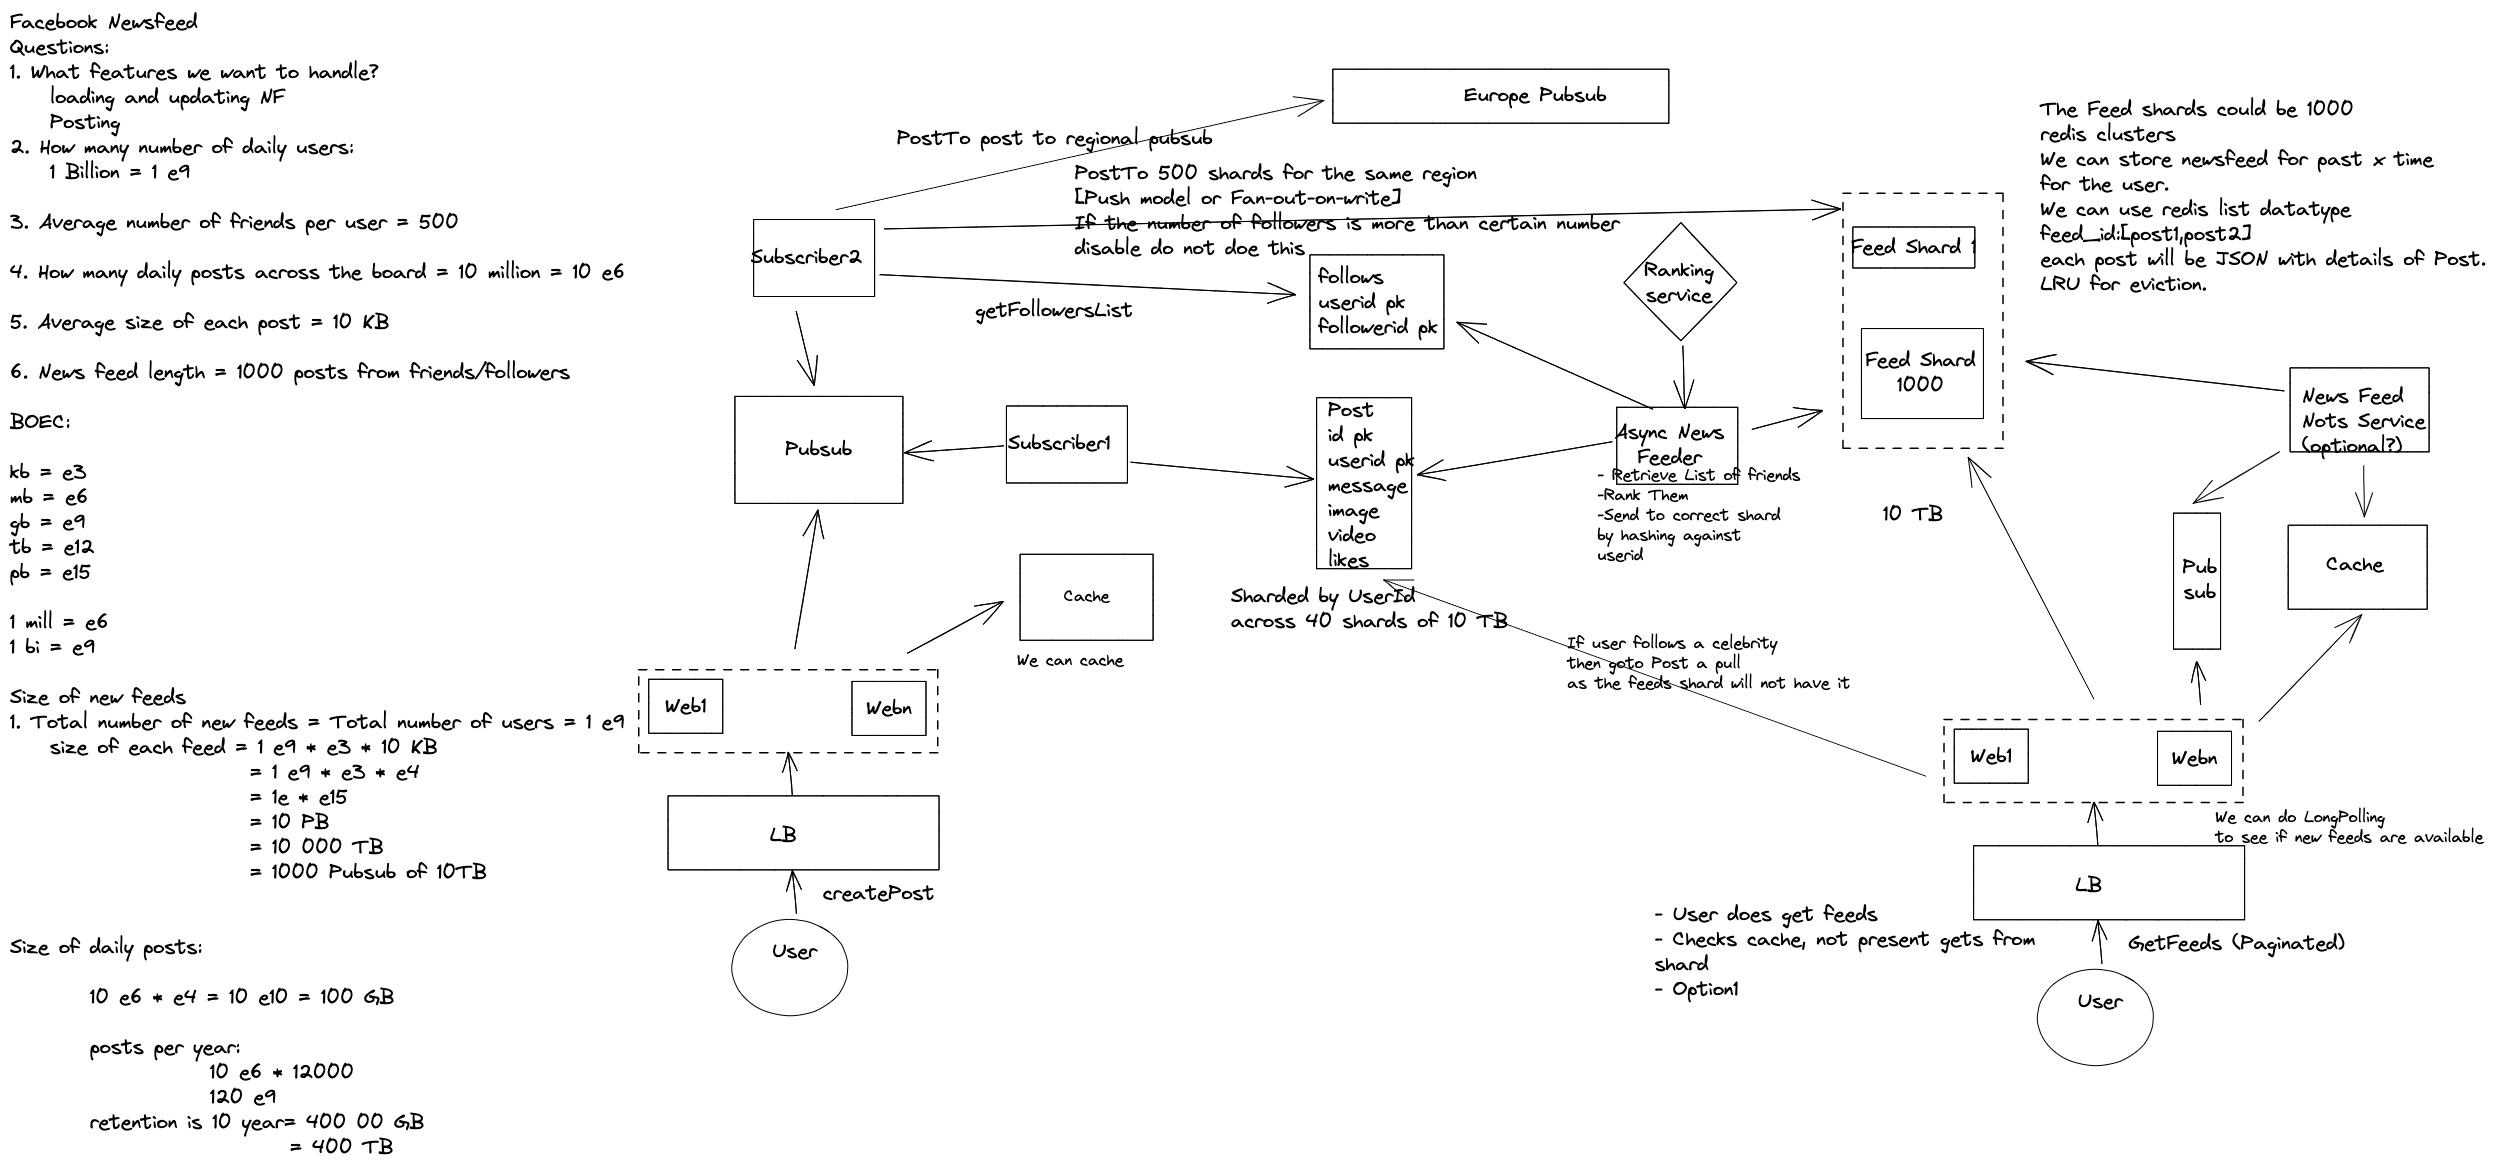 Facebook Newsfeed
Questions:
1. What features we want to handle?
loading and updating NF
Posting
2. How many number of daily users:
1 Billion = 1 e9
3. Average number of friends per user = 500
4. How many daily posts across the board = 10 million = 10 e6
5. Average size of each post = 10 KB
6. News feed length = 1000 posts from friends/followers
BOEC:
kb = e3
mb = e6
gb = e9
tb = e12
pb = e15
1 mill = e6
1 bi = e9
Size of new feeds
1. Total number of new feeds = Total number of users = 1 e9
size of each feed = 1 e9 * e3 * 10 KB
= 1 e9 * e3 * e4
= 1e * e15
= 10 PB
= 10 000 TB
= 1000 Pubsub of 10TB
Size of daily posts:
10 e6 * e4 = 10 e10 = 100 GB
posts per year:
10 e6 * 12000
120 e9
retention is 10 year= 400 00 GB
= 400 TB
Europe Pubsub
PostTo post to regional pubsub
PostTo 500 shards for the same region
[Push model or Fan-out-on-write]
If the number of followers is more than certain number
disable do not doe this
Subscriber2
getFollowersList
follows
userid pk
followerid pk
Ranking
service
Pubsub
Subscriber1
Post
id pk
userid pk
message
image
video
likes
Sharded by UserId
across 40 shards of 10 TB
Async News
Feeder
- Retrieve List of friends
-Rank Them
-Send to correct shard
by hashing against
userid
Cache
We can cache
Web1
Webn
LB
createPost
User
The Feed shards could be 1000
redis clusters
We can store newsfeed for past x time
for the user.
We can use redis list datatype
feed_id:[post1,post2]
each post will be JSON with details of Post.
LRU for eviction.
Feed Shard 1
Feed Shard
1000
10 TB
News Feed
Nots Service
(optional?)
Pub
sub
Cache
If user follows a celebrity
then goto Post a pull
as the feeds shard will not have it
Web1
Webn
We can do LongPolling
to see if new feeds are available
LB
- User does get feeds
- Checks cache, not present gets from
shard
- Option1
GetFeeds (Paginated)
User